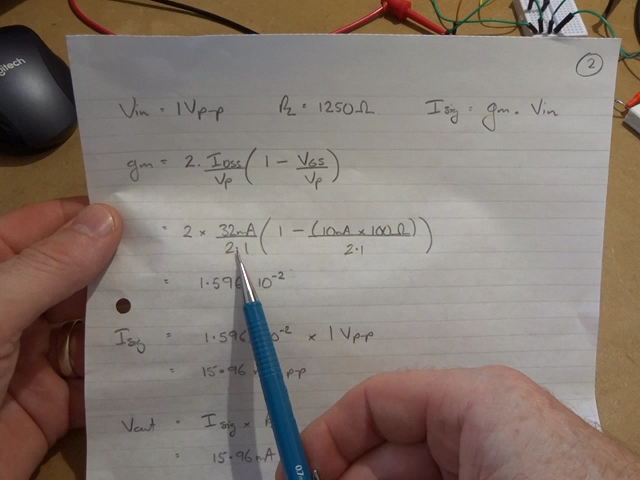 ②
Vin = 1Vp-p RL = 1250Ω Isig = gm · Vin
gm = 2 · IDSS/Vp ( 1 - VGS/Vp )
= 2 × 32mA/2.1 ( 1 - (10mA × 100Ω)/2.1 )
= 1.596 10⁻²
Isig = 1.596 10⁻² × 1Vp-p
= 15.96 p-p
Vout = Isig ×
= 15.96mA
logitech
07